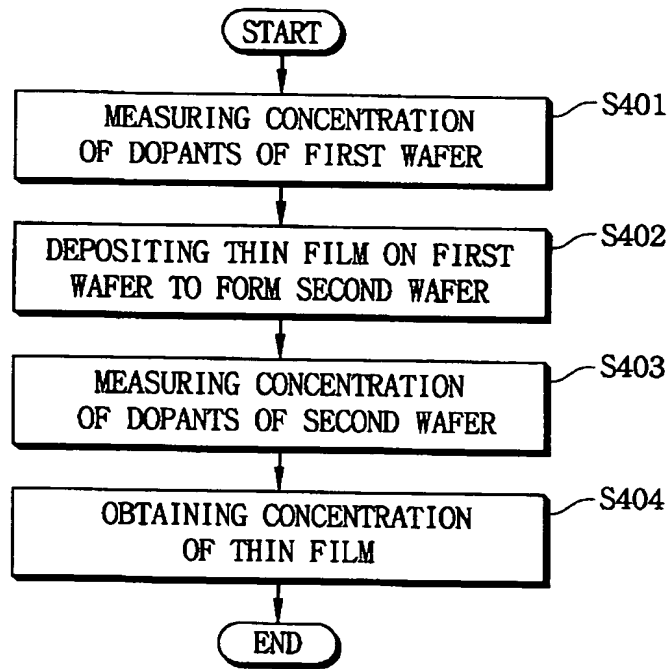 START
MEASURING CONCENTRATION
OF DOPANTS OF FIRST WAFER
S401
DEPOSITING THIN FILM ON FIRST
WAFER TO FORM SECOND WAFER
S402
MEASURING CONCENTRATION
OF DOPANTS OF SECOND WAFER
S403
OBTAINING CONCENTRATION
OF THIN FILM
S404
END